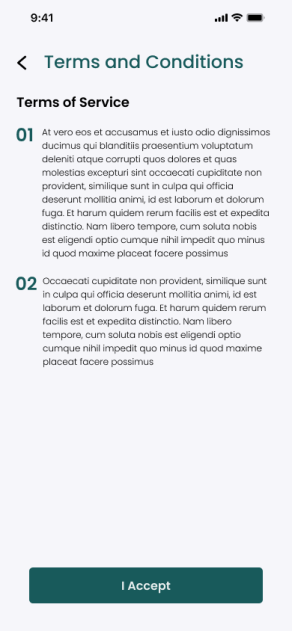 9:41
Terms and Conditions
Terms of Service
01 At vero eos et accusamus et iusto odio dignissimos
ducimus qui blanditiis praesentium voluptatum
deleniti atque corrupti quos dolores et quas
molestias excepturi sint occaecati cupiditate non
provident, similique sunt in culpa qui officia
deserunt mollitia animi, id est laborum et dolorum
fuga. Et harum quidem rerum facilis est et expedita
distinctio. Nam libero tempore, cum soluta nobis
est eligendi optio cumque nihil impedit quo minus
id quod maxime placeat facere possimus
02 Occaecati cupiditate non provident, similique sunt
in culpa qui officia deserunt mollitia animi, id est
laborum et dolorum fuga. Et harum quidem rerum
facilis est et expedita distinctio. Nam libero
tempore, cum soluta nobis est eligendi optio
cumque nihil impedit quo minus id quod maxime
placeat facere possimus
I Accept